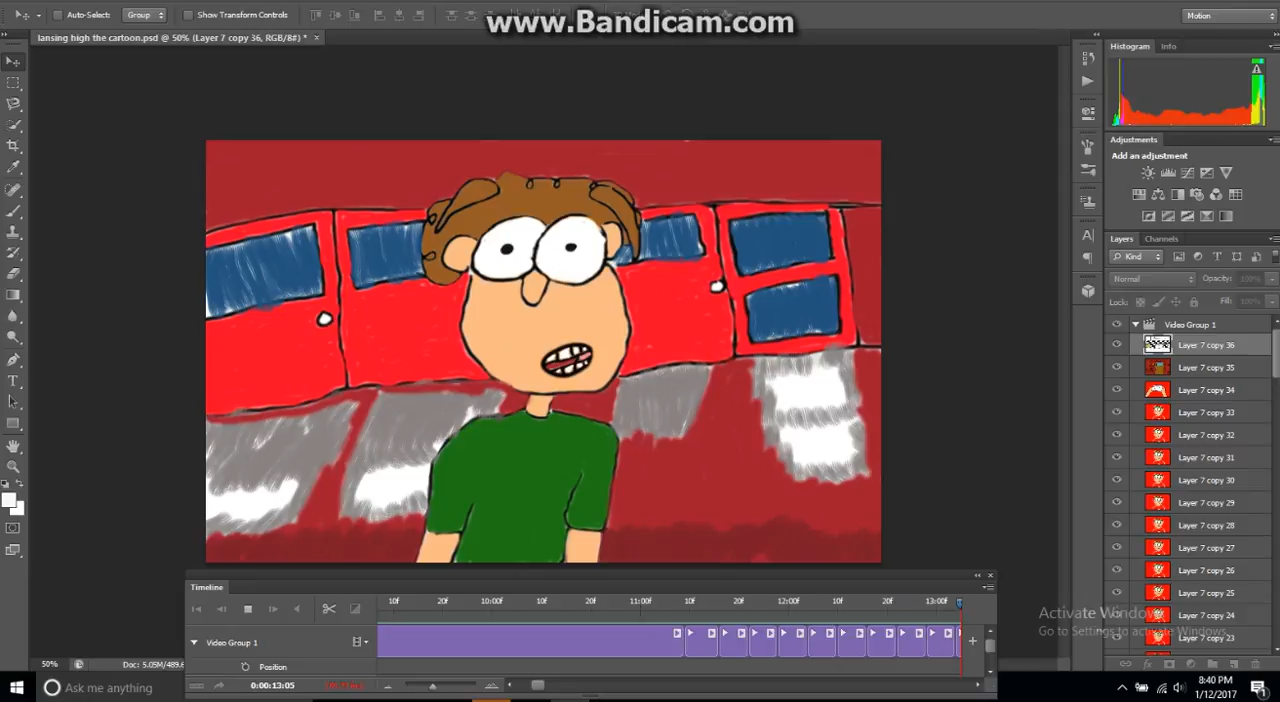 Auto-Select:
Group
Show Transform Controls
www.Bandicam.com
Motion
lansing high the cartoon.psd @ 50% (Layer 7 copy 36, RGB/8#) *
Histogram
Info
Adjustments
Add an adjustment
Layers
Channels
Kind
Normal
Opacity: 100%
Lock:
Fill: 100%
Video Group 1
Layer 7 copy 36
Layer 7 copy 35
Layer 7 copy 34
Layer 7 copy 33
Layer 7 copy 32
Layer 7 copy 31
Layer 7 copy 30
Layer 7 copy 29
Layer 7 copy 28
Layer 7 copy 27
Layer 7 copy 26
Layer 7 copy 25
Layer 7 copy 24
Layer 7 copy 23
Timeline
10f 20f 10:00f 10f 20f 11:00f 10f 20f 12:00f 10f 20f 13:00f
Video Group 1
Position
Activate Windows
Go to Settings to activate Windows.
50%
Doc: 5.05M/489.6
0:00:13:05
Ask me anything
8:40 PM
1/12/2017